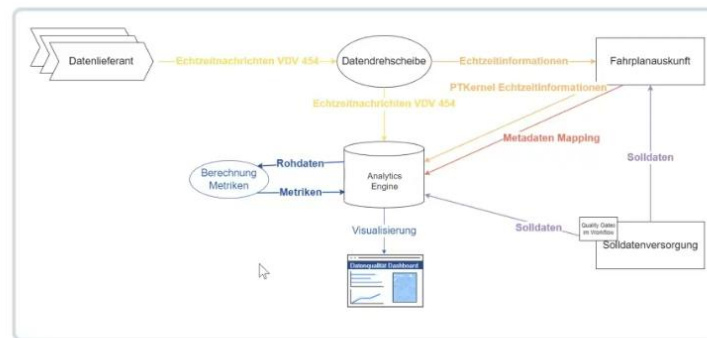 Datenlieferant
Echtzeitnachrichten VDV 454
Datendrehscheibe
Echtzeitinformationen
Fahrplanauskunft
PTKernel Echtzeitinformationen
Echtzeitnachrichten VDV 454
Metadaten Mapping
Solldaten
Rohdaten
Berechnung
Metriken
Metriken
Analytics
Engine
Solldaten
Quality Gates
im Workflow
Solldatenversorgung
Visualisierung
Datenqualität Dashboard